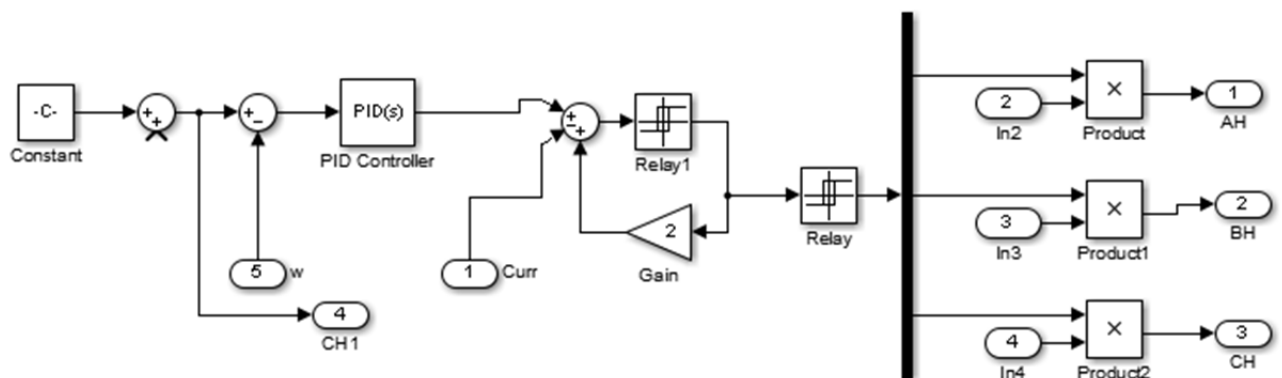 -C-
Constant
+
+
+
−
PID(s)
PID Controller
+
−
+
Relay1
2
Gain
5
w
4
CH1
1
Curr
Relay
2
In2
×
Product
1
AH
3
In3
×
Product1
2
BH
4
In4
×
Product2
3
CH